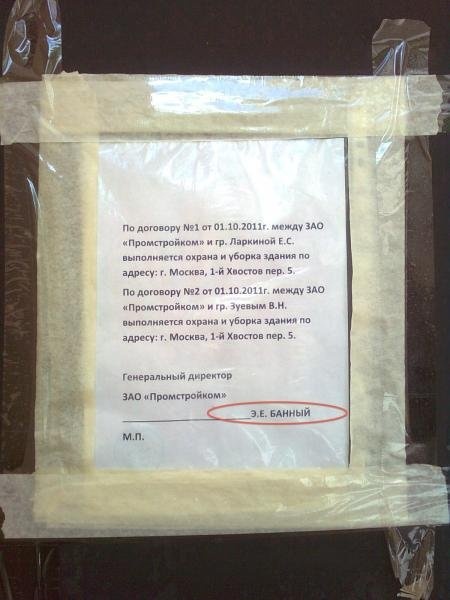 По договору №1 от 01.10.2011г. между ЗАО
«Промстройком» и гр. Ларкиной Е.С.
выполняется охрана и уборка здания по
адресу: г. Москва, 1-й Хвостов пер. 5.
По договору №2 от 01.10.2011г. между ЗАО
«Промстройком» и гр. Зуевым В.Н.
выполняется охрана и уборка здания по
адресу: г. Москва, 1-й Хвостов пер. 5.
Генеральный директор
ЗАО «Промстройком»
____________________Э.Е. БАННЫЙ
М.П.